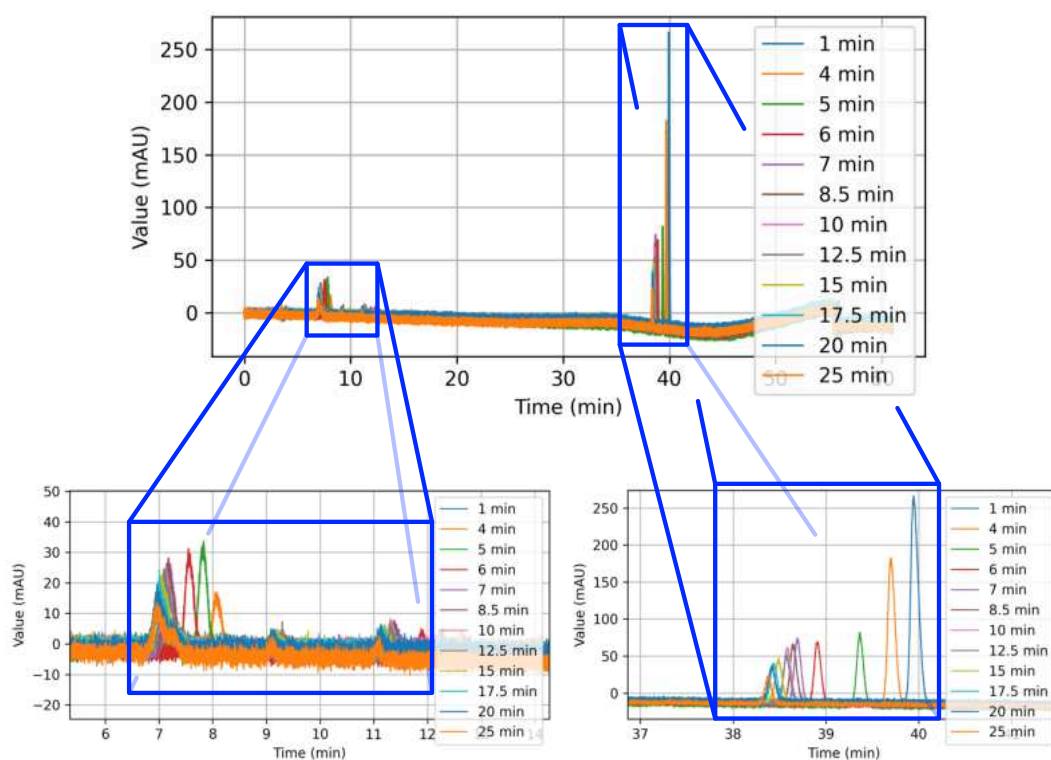 250
200
150
100
50
0
Value (mAU)
0
10
20
30
40
50
60
Time (min)
1 min
4 min
5 min
6 min
7 min
8.5 min
10 min
12.5 min
15 min
17.5 min
20 min
25 min
50
40
30
20
10
0
−10
−20
Value (mAU)
6
7
8
9
10
11
12
13
14
Time (min)
1 min
4 min
5 min
6 min
7 min
8.5 min
10 min
12.5 min
15 min
17.5 min
20 min
25 min
250
200
150
100
50
0
Value (mAU)
37
38
39
40
41
Time (min)
1 min
4 min
5 min
6 min
7 min
8.5 min
10 min
12.5 min
15 min
17.5 min
20 min
25 min